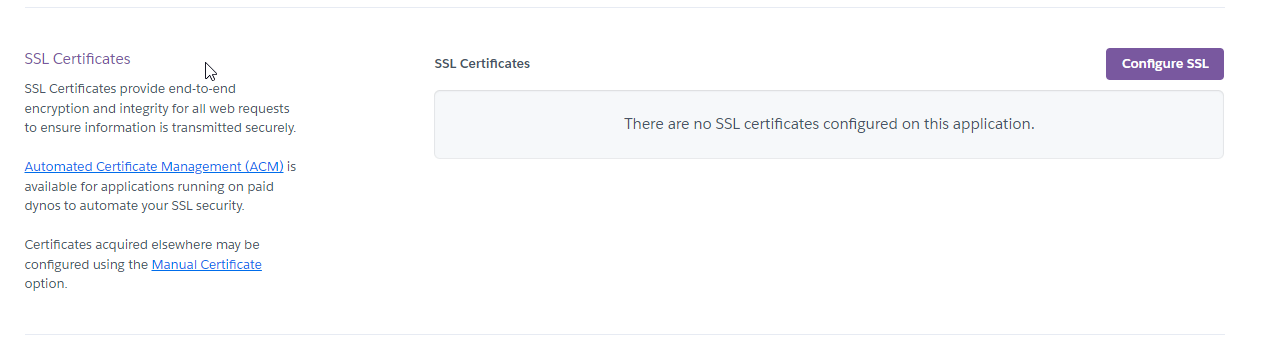 SSL Certificates
SSL Certificates provide end-to-end
encryption and integrity for all web requests
to ensure information is transmitted securely.
Automated Certificate Management (ACM) is
available for applications running on paid
dynos to automate your SSL security.
Certificates acquired elsewhere may be
configured using the Manual Certificate
option.
SSL Certificates
Configure SSL
There are no SSL certificates configured on this application.